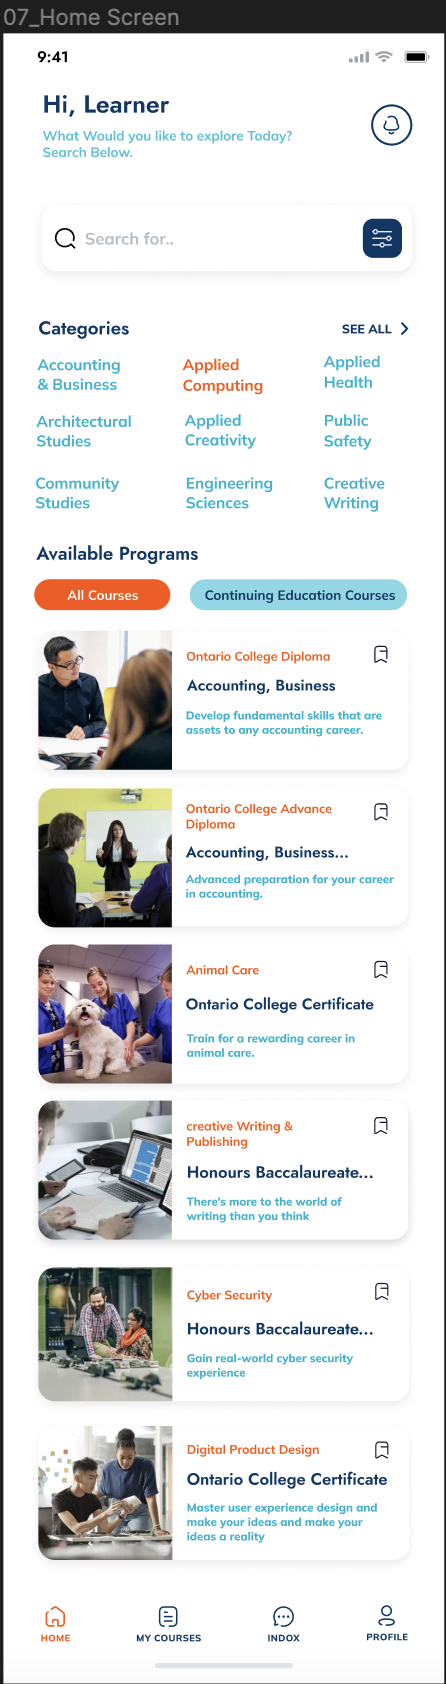 07_Home Screen
9:41
Hi, Learner
What Would you like to explore Today?
Search Below.
Search for..
Categories
SEE ALL
Accounting
& Business
Applied
Computing
Applied
Health
Architectural
Studies
Applied
Creativity
Public
Safety
Community
Studies
Engineering
Sciences
Creative
Writing
Available Programs
All Courses
Continuing Education Courses
Ontario College Diploma
Accounting, Business
Develop fundamental skills that are
assets to any accounting career.
Ontario College Advance
Diploma
Accounting, Business...
Advanced preparation for your career
in accounting.
Animal Care
Ontario College Certificate
Train for a rewarding career in
animal care.
creative Writing &
Publishing
Honours Baccalaureate...
There's more to the world of
writing than you think
Cyber Security
Honours Baccalaureate...
Gain real-world cyber security
experience
Digital Product Design
Ontario College Certificate
Master user experience design and
make your ideas and make your
ideas a reality
HOME
MY COURSES
INDOX
PROFILE